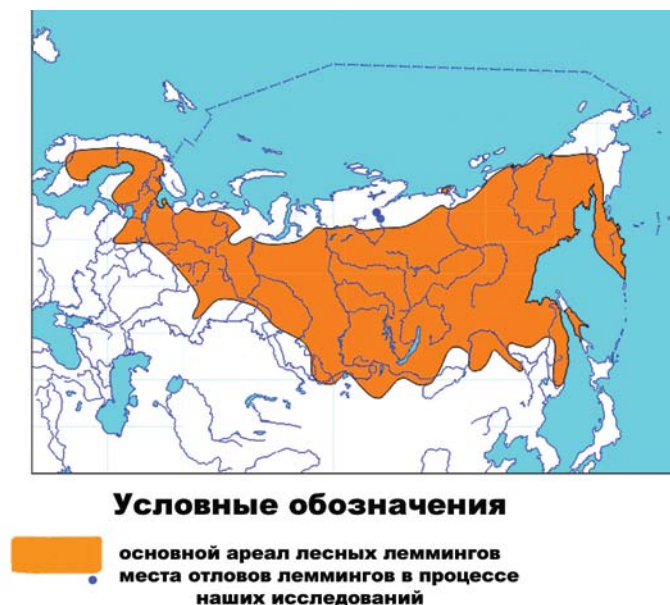 Условные обозначения
основной ареал лесных леммингов
места отловов леммингов в процессе
наших исследований